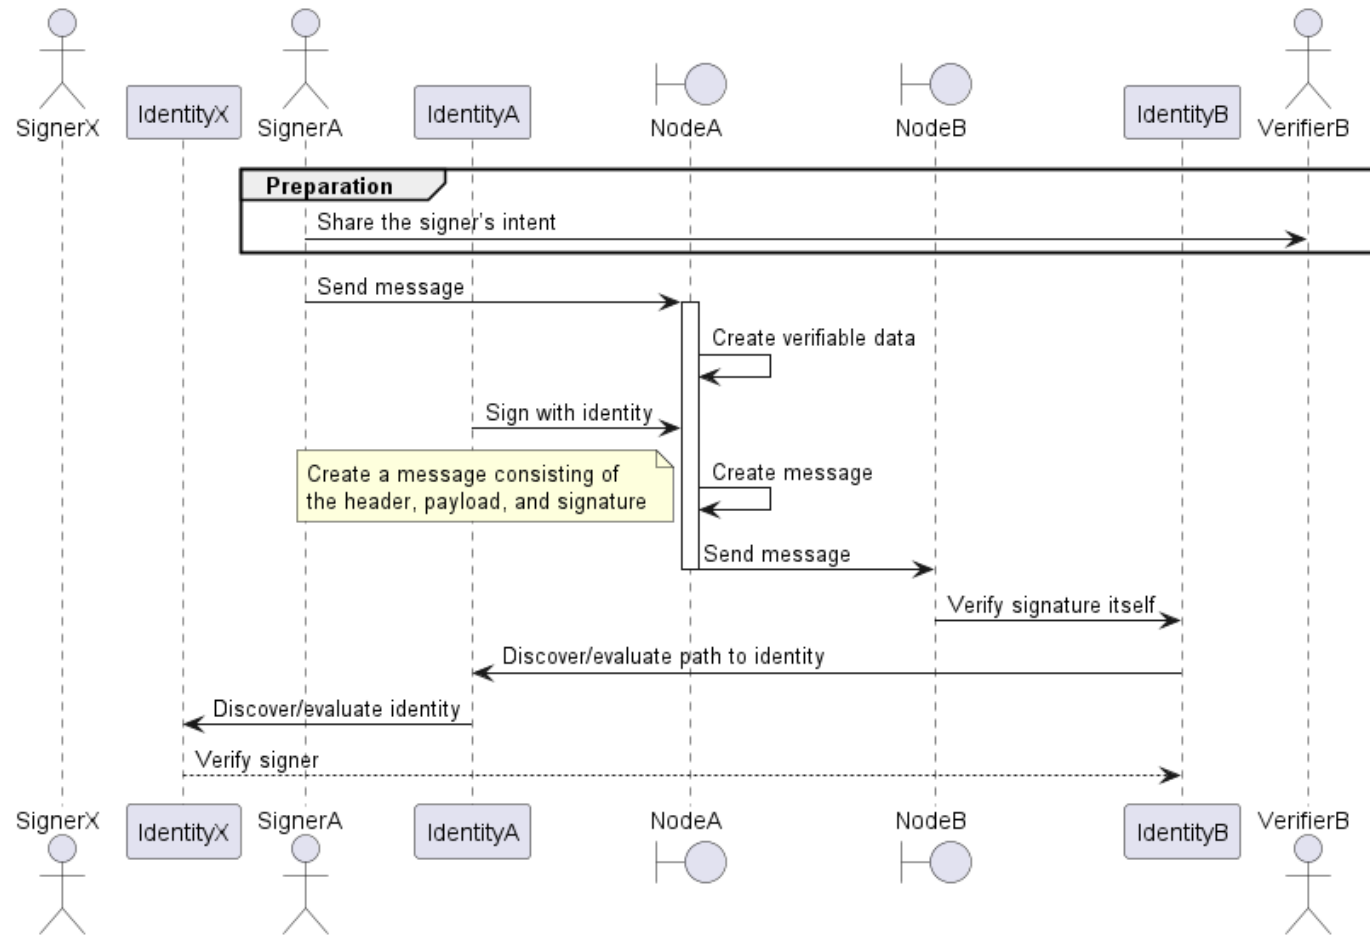 SignerX
IdentityX
SignerA
IdentityA
NodeA
NodeB
IdentityB
VerifierB
Preparation
Share the signer's intent
Send message
Create verifiable data
Sign with identity
Create a message consisting of
the header, payload, and signature
Create message
Send message
Verify signature itself
Discover/evaluate path to identity
Discover/evaluate identity
Verify signer
SignerX
IdentityX
SignerA
IdentityA
NodeA
NodeB
IdentityB
VerifierB